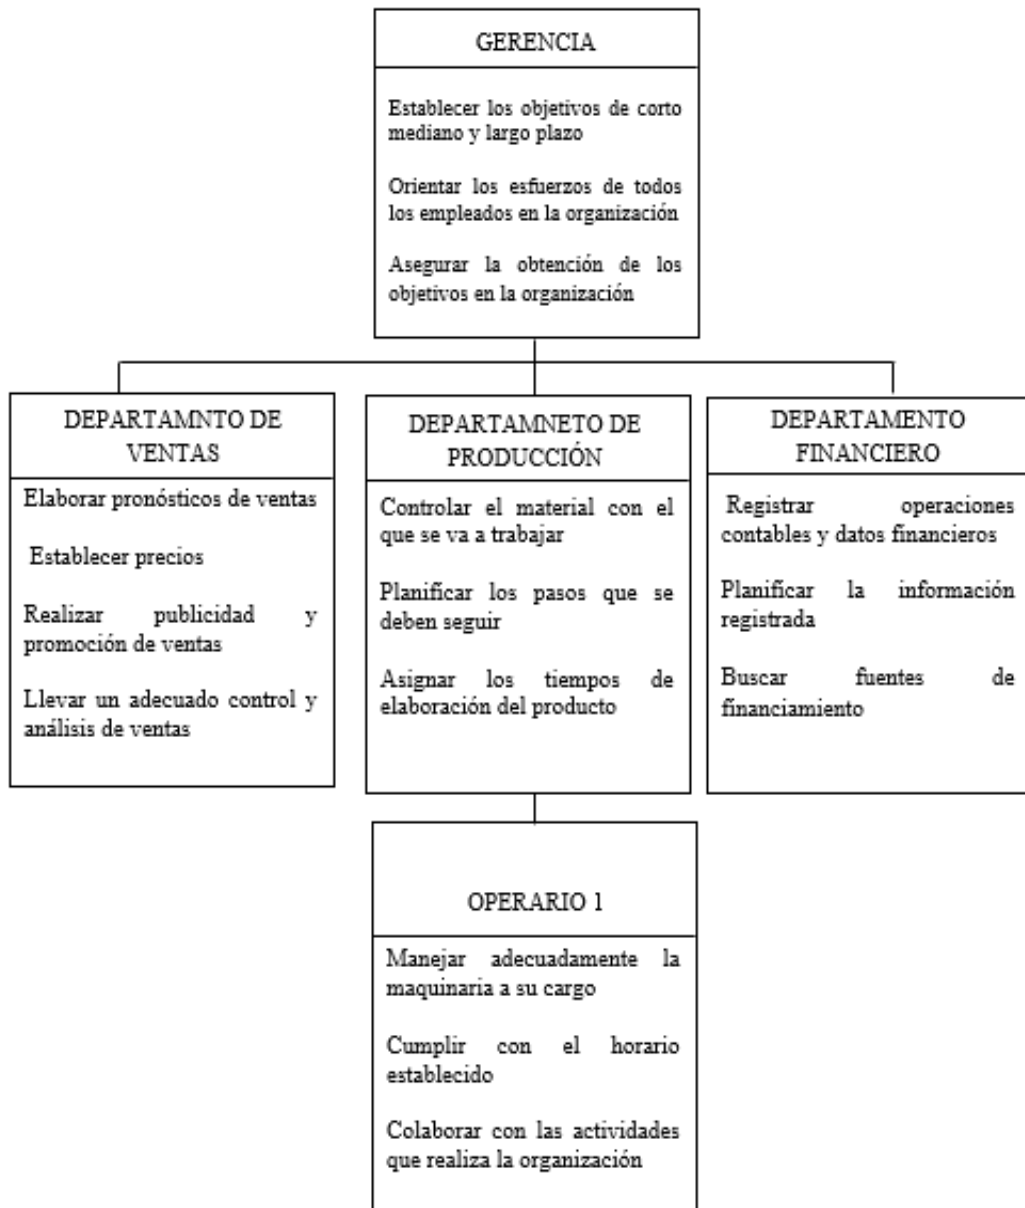 GERENCIA
Establecer los objetivos de corto
mediano y largo plazo
Orientar los esfuerzos de todos
los empleados en la organización
Asegurar la obtención de los
objetivos en la organización
DEPARTAMNTO DE
VENTAS
Elaborar pronósticos de ventas
Establecer precios
Realizar publicidad y
promoción de ventas
Llevar un adecuado control y
análisis de ventas
DEPARTAMNETO DE
PRODUCCIÓN
Controlar el material con el
que se va a trabajar
Planificar los pasos que se
deben seguir
Asignar los tiempos de
elaboración del producto
DEPARTAMENTO
FINANCIERO
Registrar operaciones
contables y datos financieros
Planificar la información
registrada
Buscar fuentes de
financiamiento
OPERARIO 1
Manejar adecuadamente la
maquinaria a su cargo
Cumplir con el horario
establecido
Colaborar con las actividades
que realiza la organización